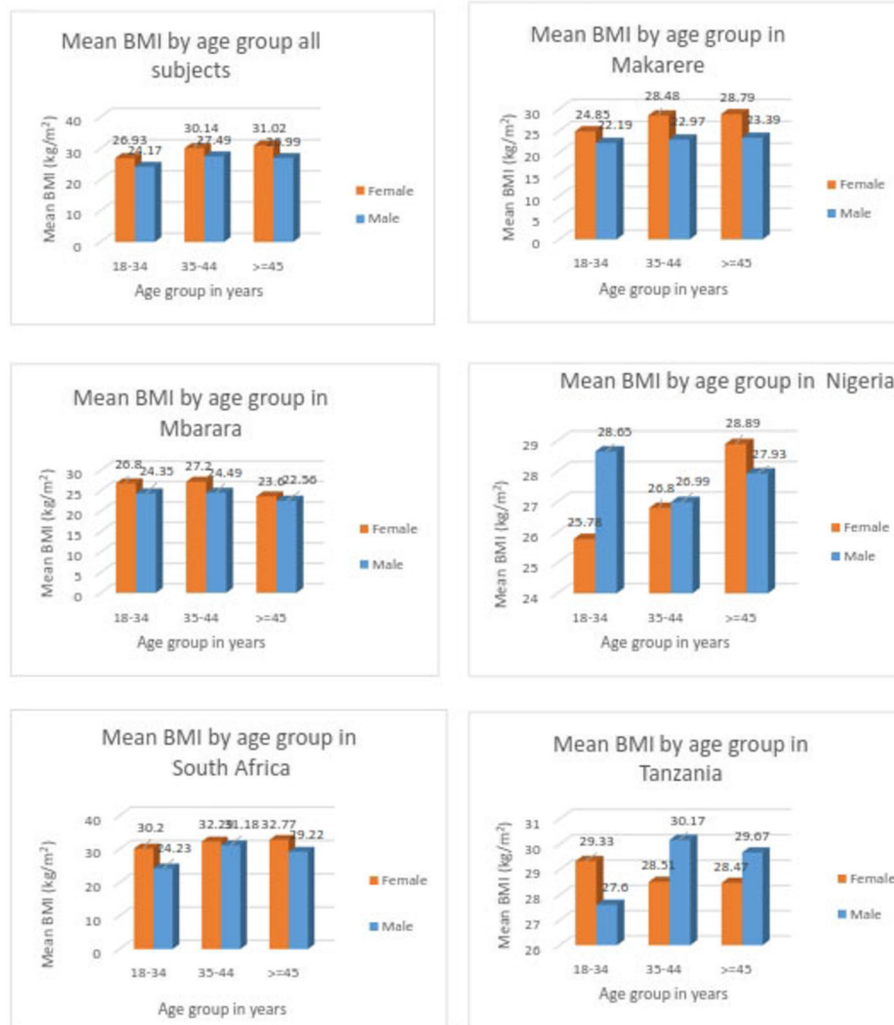 Mean BMI by age group all
subjects
Mean BMI (kg/m²)
40
30
20
10
0
26.93
24.17
30.14
27.49
31.02
26.99
18-34
35-44
>=45
Age group in years
Female
Male
Mean BMI by age group in
Makarere
Mean BMI (kg/m²)
30
25
20
15
10
5
0
24.85
22.19
28.48
22.97
28.79
23.39
18-34
35-44
>=45
Age group in years
Female
Male
Mean BMI by age group in
Mbarara
Mean BMI (kg/m²)
30
25
20
15
10
5
0
26.8
24.35
27.2
24.49
23.6
22.56
18-34
35-44
>=45
Age group in years
Female
Male
Mean BMI by age group in Nigeria
Mean BMI (kg/m²)
29
28
27
26
25
24
25.78
28.65
26.8
26.99
28.89
27.93
18-34
35-44
>=45
Age group in years
Female
Male
Mean BMI by age group in
South Africa
Mean BMI (kg/m²)
40
30
20
10
0
30.2
24.23
31.18
32.77
29.22
18-34
35-44
>=45
Age group in years
Female
Male
Mean BMI by age group in
Tanzania
Mean BMI (kg/m²)
31
30
29
28
27
26
29.33
27.6
28.51
30.17
28.47
29.67
18-34
35-44
>=45
Age group in years
Female
Male